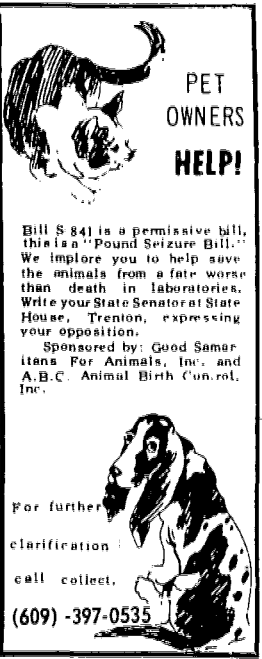 PET
OWNERS
HELP!
Bill S 841 is a permissive bill,
this is a "Pound Seizure Bill."
We implore you to help save
the animals from a fate worse
than death in laboratories.
Write your State Senator at State
House, Trenton, expressing
your opposition.
Sponsored by: Good Samar
itans For Animals, Inc. and
A.B.C. Animal Birth Con.rol,
Inc.
For further
clarification
call collect,
(609) -397-0535